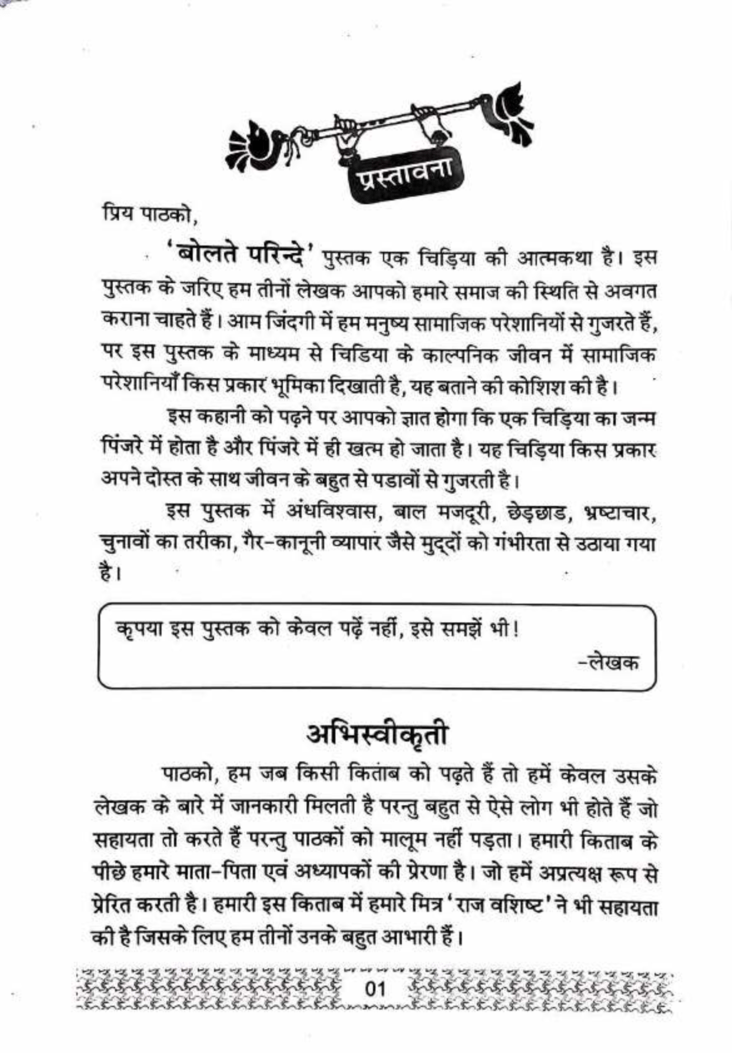 प्रस्तावना
प्रिय पाठको,
'बोलते परिन्दे' पुस्तक एक चिड़िया की आत्मकथा है। इस
पुस्तक के जरिए हम तीनों लेखक आपको हमारे समाज की स्थिति से अवगत
कराना चाहते हैं। आम जिंदगी में हम मनुष्य सामाजिक परेशानियों से गुजरते हैं,
पर इस पुस्तक के माध्यम से चिडिया के काल्पनिक जीवन में सामाजिक
परेशानियाँ किस प्रकार भूमिका दिखाती है, यह बताने की कोशिश की है।
इस कहानी को पढ़ने पर आपको ज्ञात होगा कि एक चिड़िया का जन्म
पिंजरे में होता है और पिंजरे में ही खत्म हो जाता है। यह चिड़िया किस प्रकार
अपने दोस्त के साथ जीवन के बहुत से पडावों से गुजरती है।
इस पुस्तक में अंधविश्वास, बाल मजदूरी, छेड़छाड, भ्रष्टाचार,
चुनावों का तरीका, गैर-कानूनी व्यापार जैसे मुद्दों को गंभीरता से उठाया गया
है।
कृपया इस पुस्तक को केवल पढ़ें नहीं, इसे समझें भी!
-लेखक
अभिस्वीकृती
पाठको, हम जब किसी किताब को पढ़ते हैं तो हमें केवल उसके
लेखक के बारे में जानकारी मिलती है परन्तु बहुत से ऐसे लोग भी होते हैं जो
सहायता तो करते हैं परन्तु पाठकों को मालूम नहीं पड़ता। हमारी किताब के
पीछे हमारे माता-पिता एवं अध्यापकों की प्रेरणा है। जो हमें अप्रत्यक्ष रूप से
प्रेरित करती है। हमारी इस किताब में हमारे मित्र 'राज वशिष्ट' ने भी सहायता
की है जिसके लिए हम तीनों उनके बहुत आभारी हैं।
01